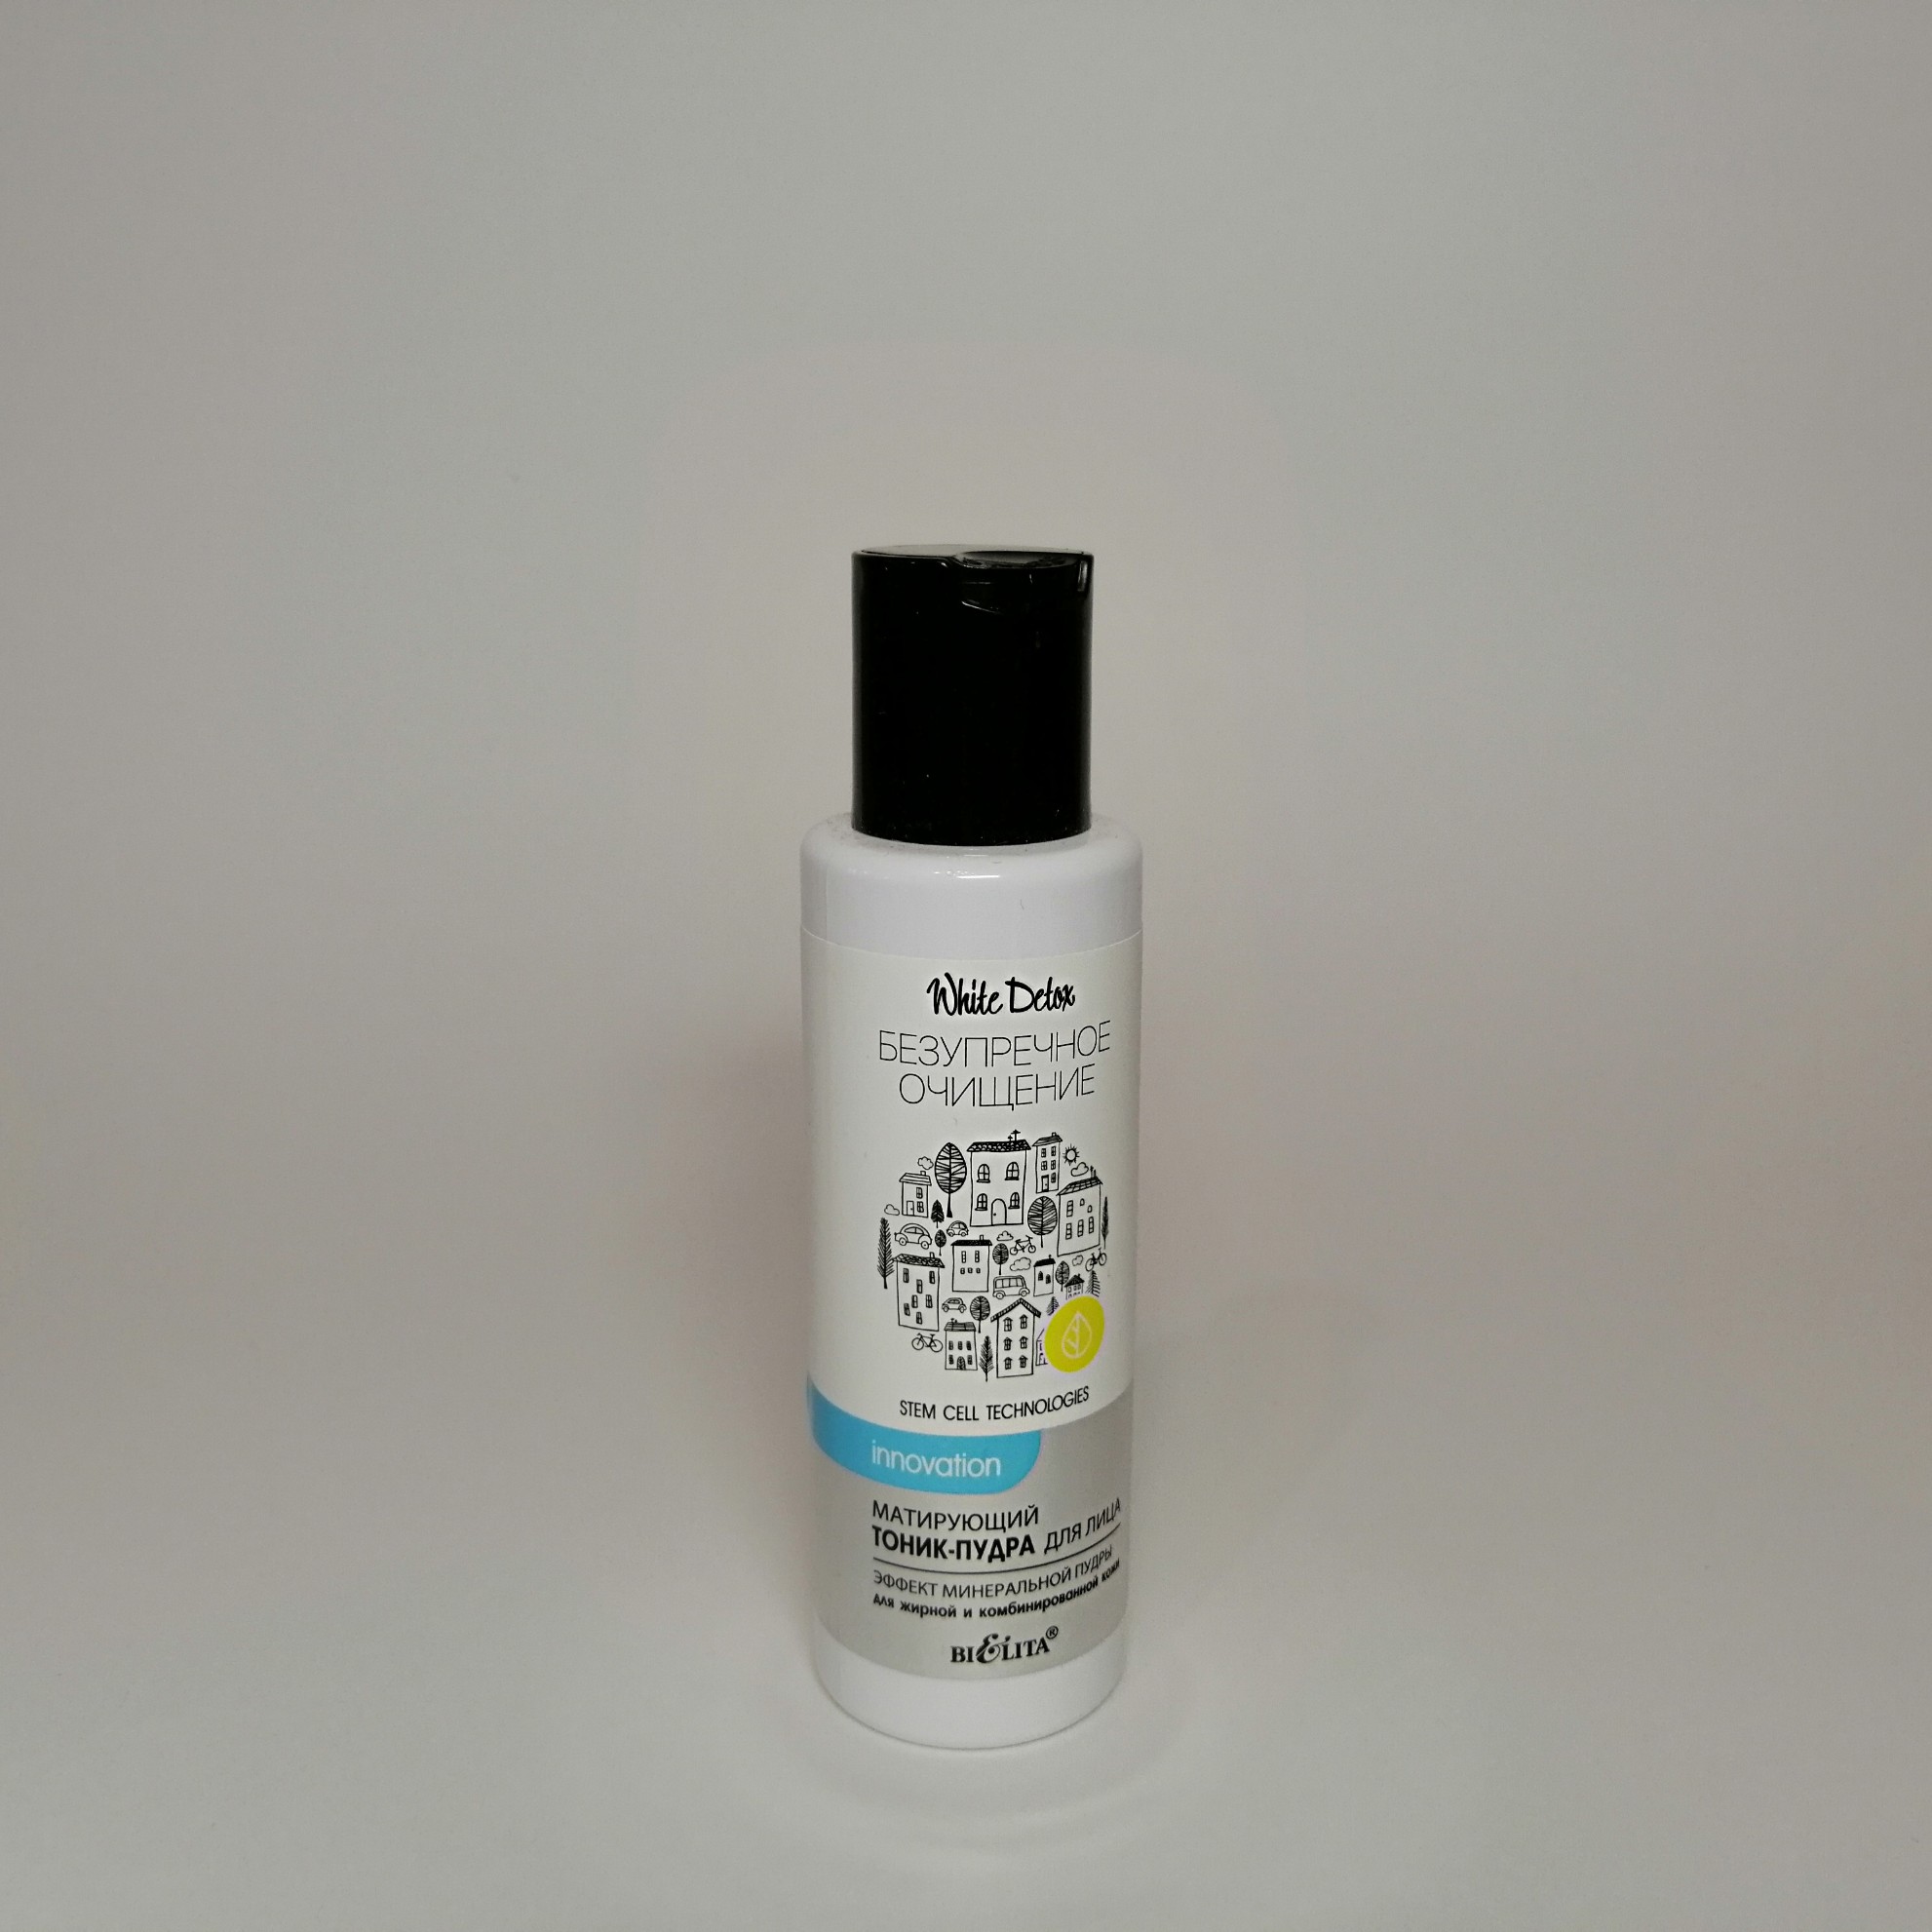 White Detox
БЕЗУПРЕЧНОЕ
ОЧИЩЕНИЕ
STEM CELL TECHNOLOGIES
innovation
МАТИРУЮЩИЙ
ТОНИК-ПУДРА ДЛЯ ЛИЦА
ЭФФЕКТ МИНЕРАЛЬНОЙ ПУДРЫ
для жирной и комбинированной кожи
BIELITA®